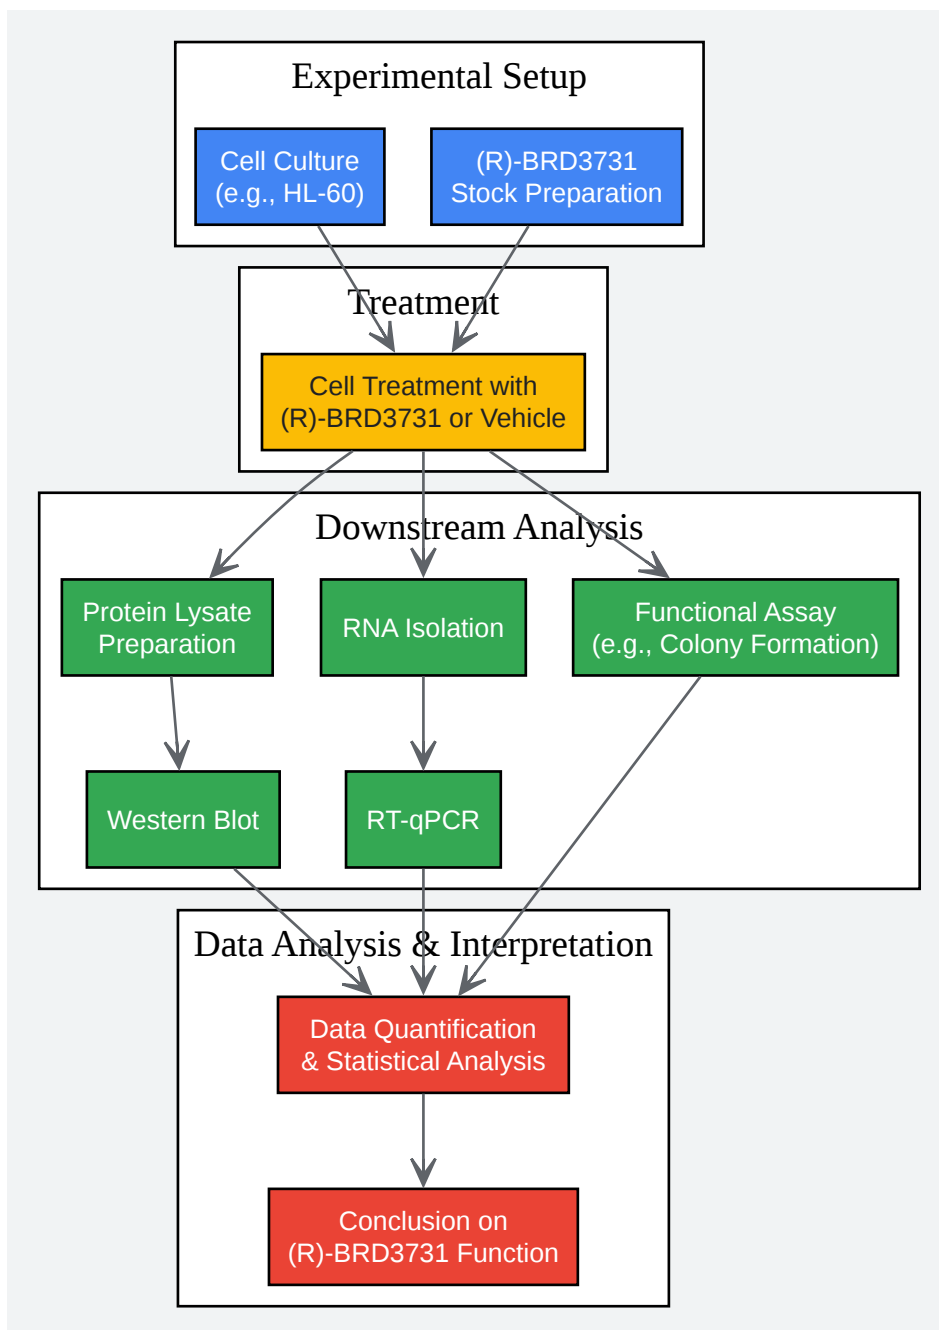 Experimental Setup
Cell Culture
(e.g., HL-60)
(R)-BRD3731
Stock Preparation
Treatment
Cell Treatment with
(R)-BRD3731 or Vehicle
Downstream Analysis
Protein Lysate
Preparation
RNA Isolation
Functional Assay
(e.g., Colony Formation)
Western Blot
RT-qPCR
Data Analysis & Interpretation
Data Quantification
& Statistical Analysis
Conclusion on
(R)-BRD3731 Function